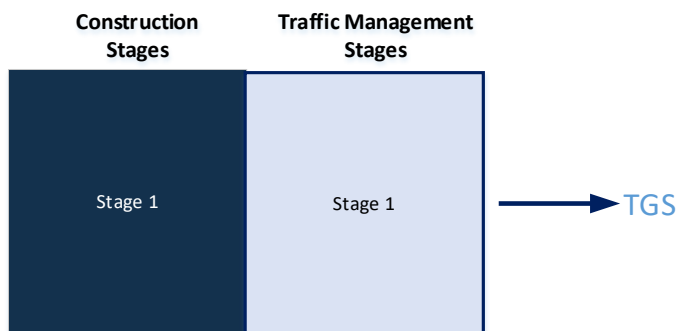 Construction
Stages
Traffic Management
Stages
Stage 1
Stage 1
TGS